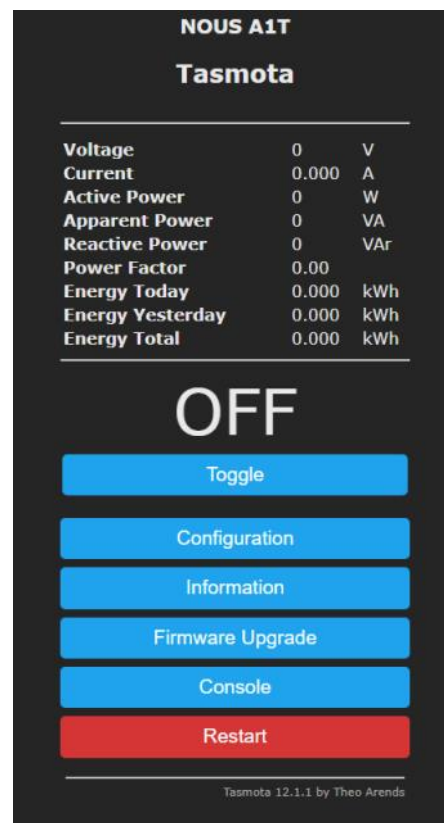 NOUS A1T
Tasmota
Voltage 0 V
Current 0.000 A
Active Power 0 W
Apparent Power 0 VA
Reactive Power 0 VAr
Power Factor 0.00
Energy Today 0.000 kWh
Energy Yesterday 0.000 kWh
Energy Total 0.000 kWh
OFF
Toggle
Configuration
Information
Firmware Upgrade
Console
Restart
Tasmota 12.1.1 by Theo Arends